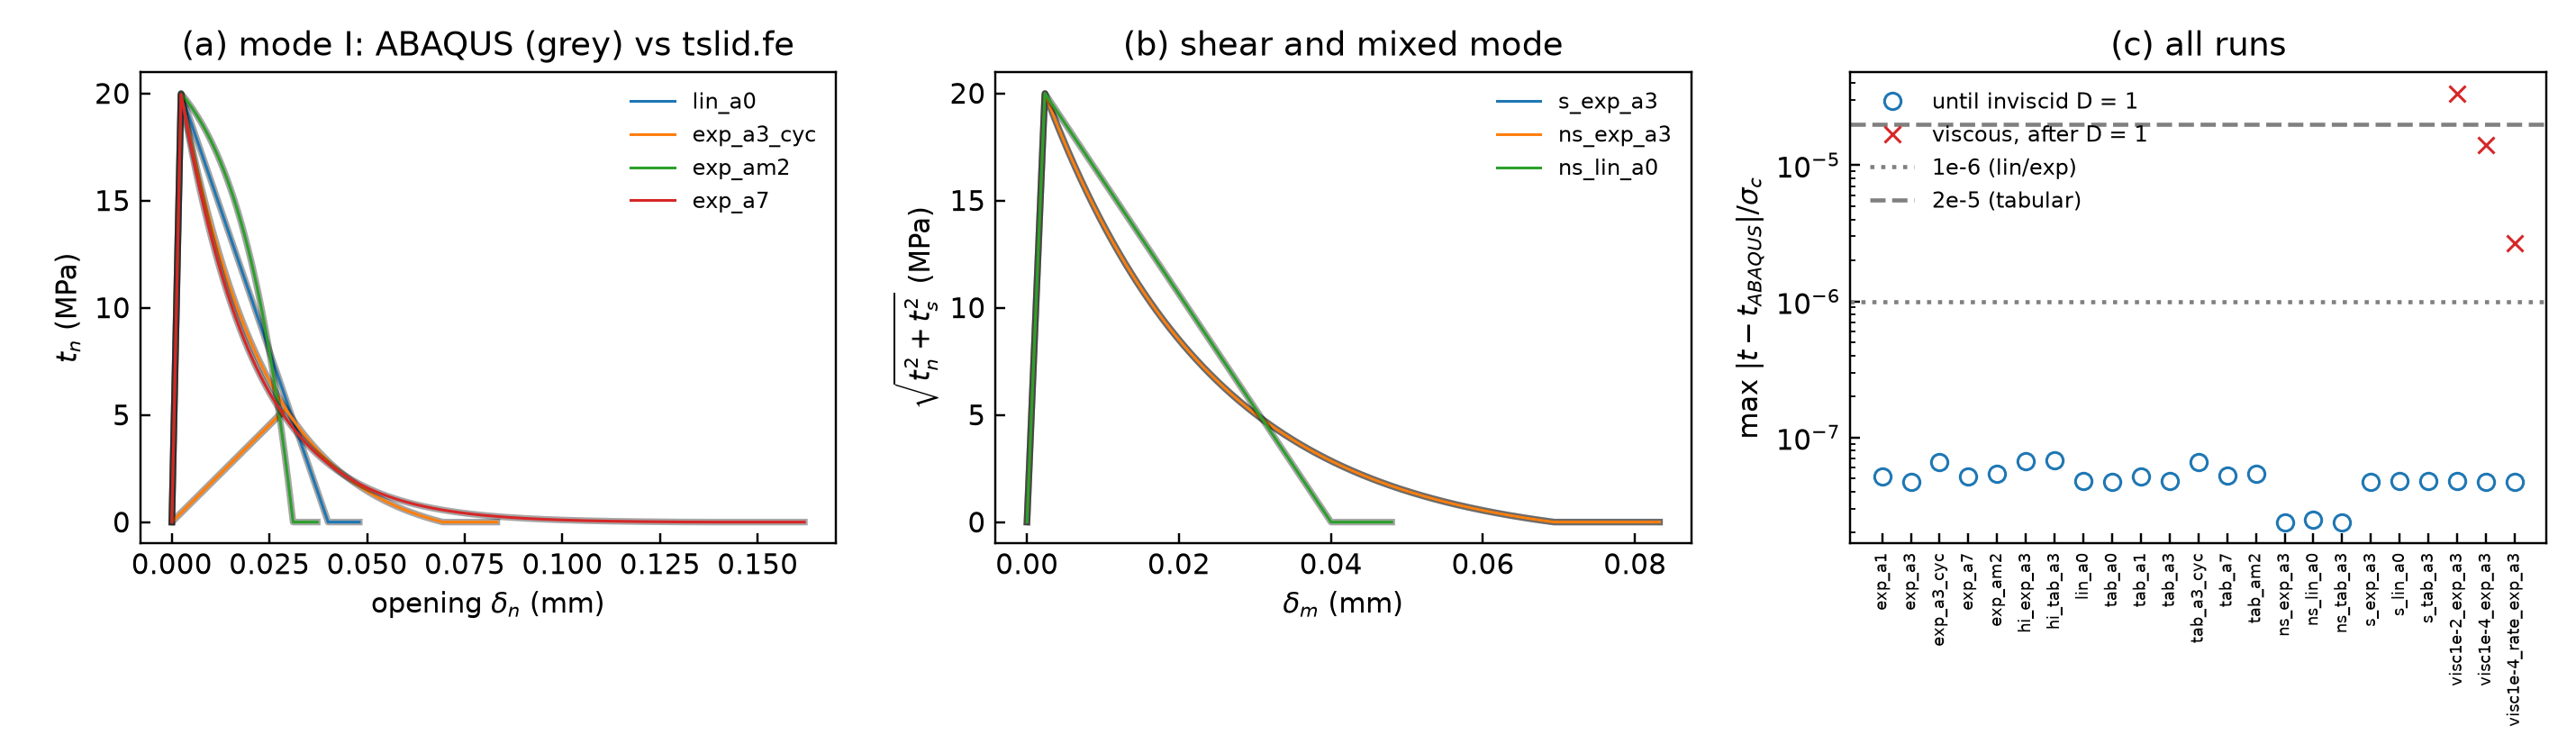 (a) mode I: ABAQUS (grey) vs tslid.fe
20
15
10
5
0
t_n (MPa)
lin_a0
exp_a3_cyc
exp_am2
exp_a7
0.000 0.025 0.050 0.075 0.100 0.125 0.150
opening δ_n (mm)
(b) shear and mixed mode
20
15
10
5
0
√(t_n^2 + t_s^2) (MPa)
s_exp_a3
ns_exp_a3
ns_lin_a0
0.00 0.02 0.04 0.06 0.08
δ_m (mm)
(c) all runs
10^−5
10^−6
10^−7
max |t − t_ABAQUS|/σ_c
until inviscid D = 1
viscous, after D = 1
1e-6 (lin/exp)
2e-5 (tabular)
exp_a1
exp_a3
exp_a3_cyc
exp_a7
exp_am2
hi_exp_a3
hi_tab_a3
lin_a0
tab_a0
tab_a1
tab_a3
tab_a3_cyc
tab_a7
tab_am2
ns_exp_a3
ns_lin_a0
ns_tab_a3
s_exp_a3
s_lin_a0
s_tab_a3
visc1e-2_exp_a3
visc1e-4_exp_a3
visc1e-4_rate_exp_a3